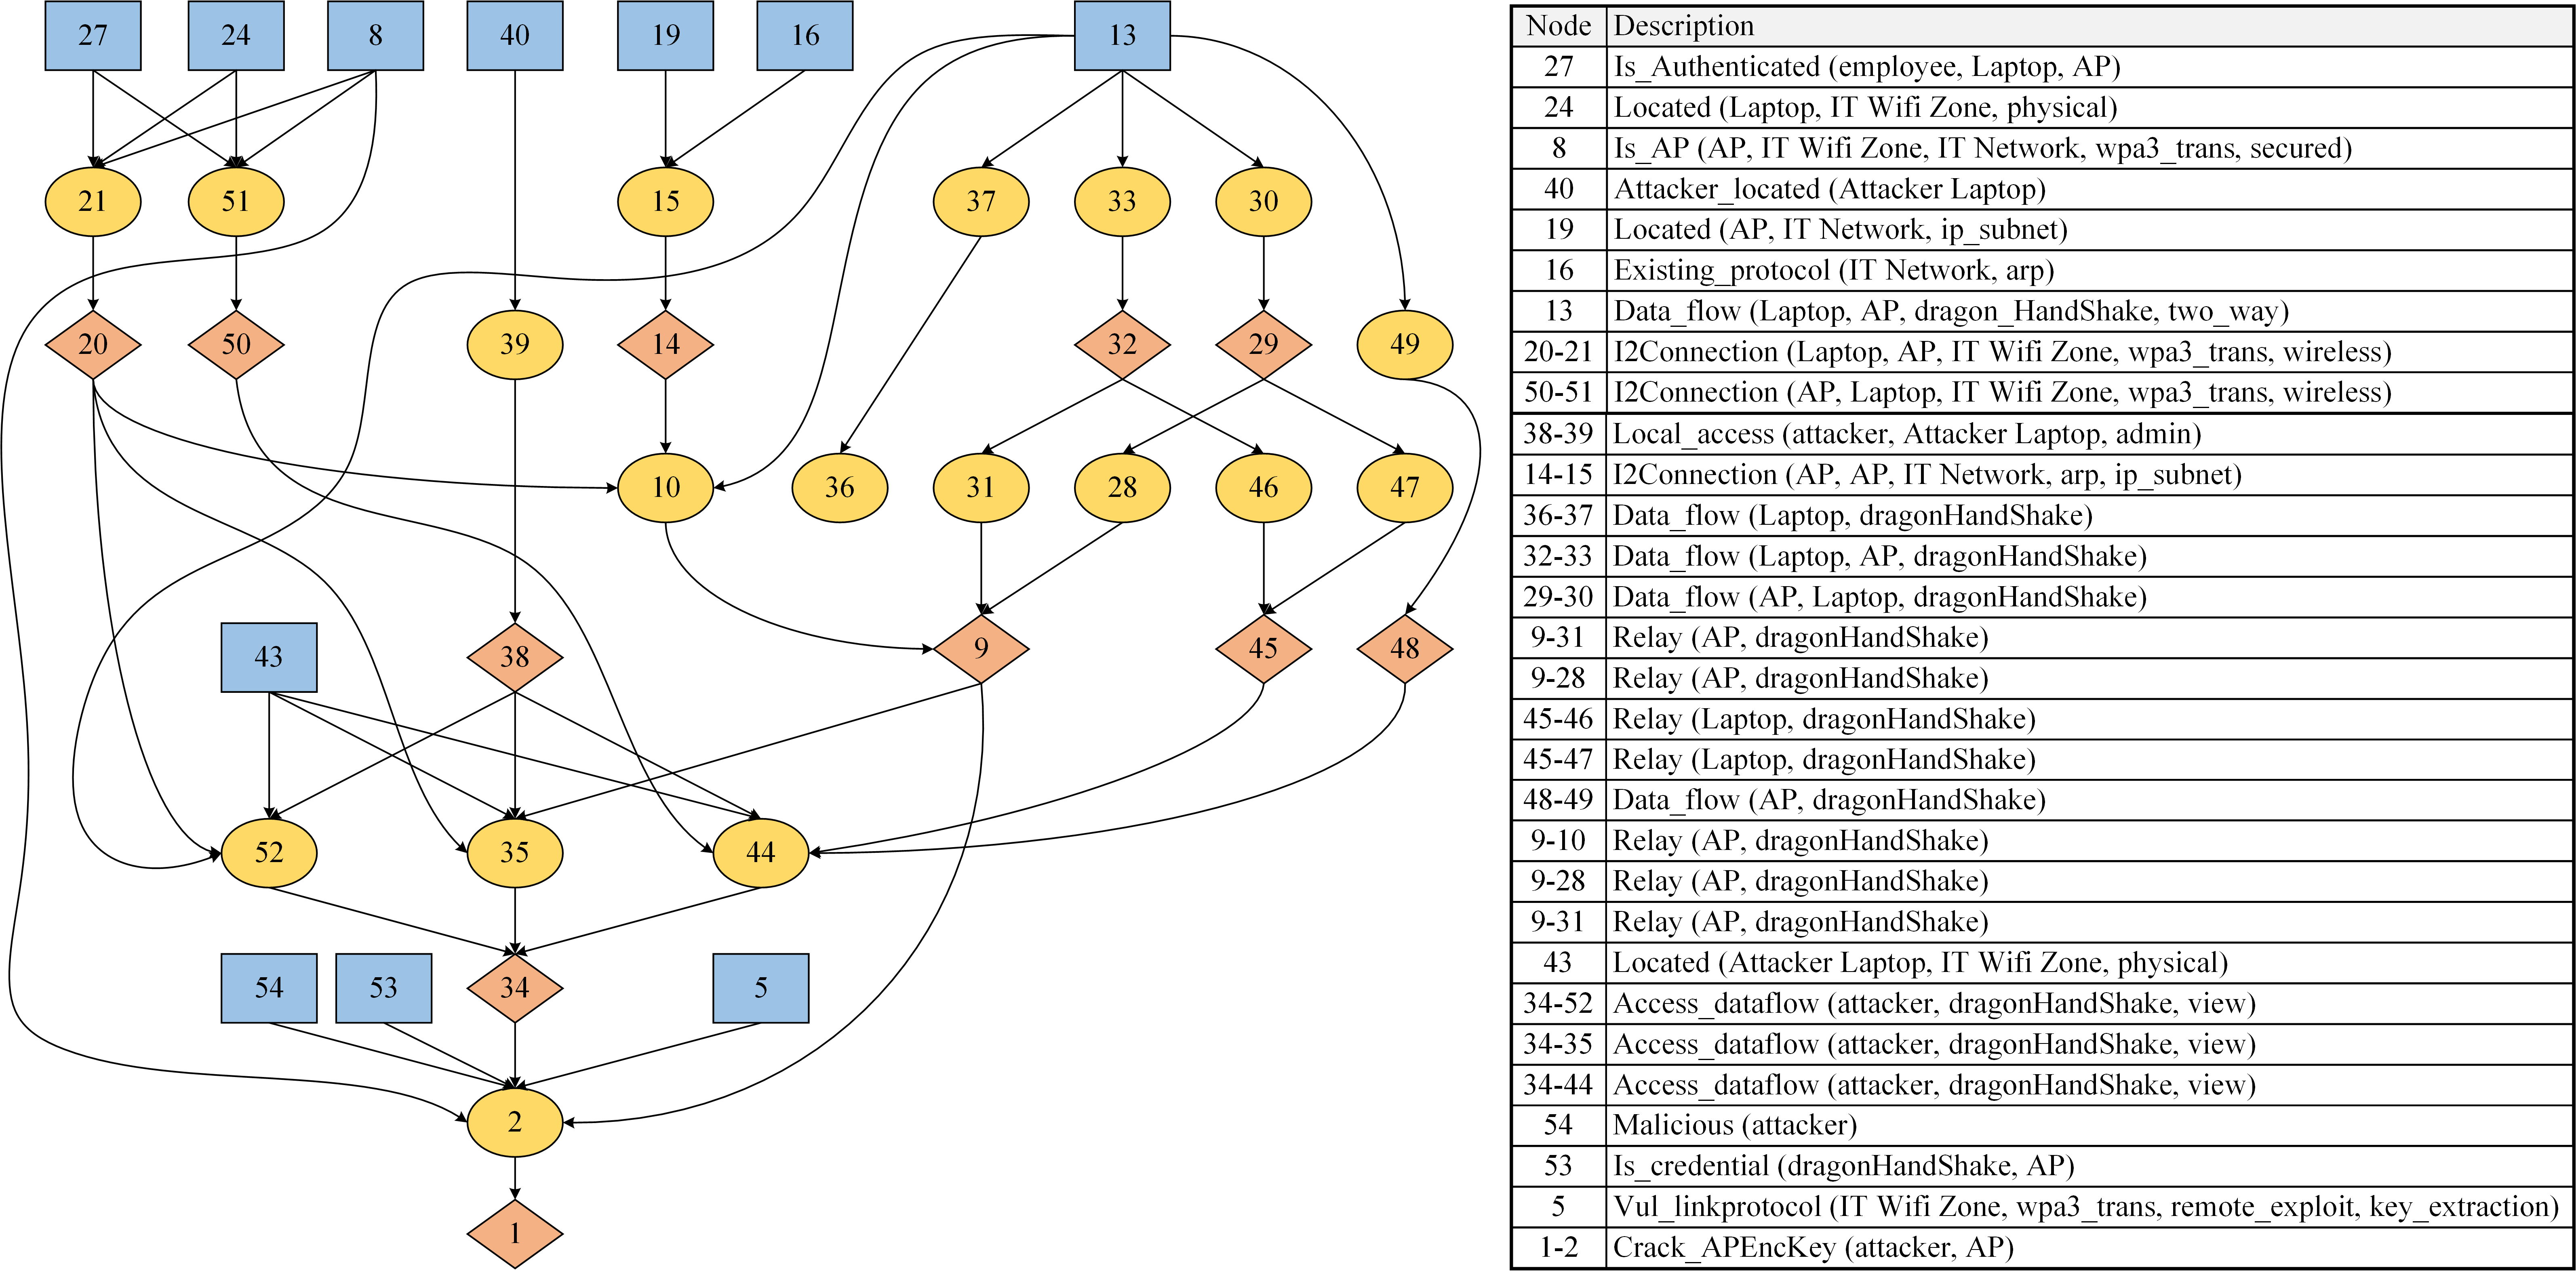 27 24 8 40 19 16 13
21 51 15 37 33 30
20 50 39 14 32 29 49
10 36 31 28 46 47
43 38 9 45 48
52 35 44
54 53 34 5
2
1
Node Description
27 Is_Authenticated (employee, Laptop, AP)
24 Located (Laptop, IT Wifi Zone, physical)
8 Is_AP (AP, IT Wifi Zone, IT Network, wpa3_trans, secured)
40 Attacker_located (Attacker Laptop)
19 Located (AP, IT Network, ip_subnet)
16 Existing_protocol (IT Network, arp)
13 Data_flow (Laptop, AP, dragon_HandShake, two_way)
20-21 I2Connection (Laptop, AP, IT Wifi Zone, wpa3_trans, wireless)
50-51 I2Connection (AP, Laptop, IT Wifi Zone, wpa3_trans, wireless)
38-39 Local_access (attacker, Attacker Laptop, admin)
14-15 I2Connection (AP, AP, IT Network, arp, ip_subnet)
36-37 Data_flow (Laptop, dragonHandShake)
32-33 Data_flow (Laptop, AP, dragonHandShake)
29-30 Data_flow (AP, Laptop, dragonHandShake)
9-31 Relay (AP, dragonHandShake)
9-28 Relay (AP, dragonHandShake)
45-46 Relay (Laptop, dragonHandShake)
45-47 Relay (Laptop, dragonHandShake)
48-49 Data_flow (AP, dragonHandShake)
9-10 Relay (AP, dragonHandShake)
9-28 Relay (AP, dragonHandShake)
9-31 Relay (AP, dragonHandShake)
43 Located (Attacker Laptop, IT Wifi Zone, physical)
34-52 Access_dataflow (attacker, dragonHandShake, view)
34-35 Access_dataflow (attacker, dragonHandShake, view)
34-44 Access_dataflow (attacker, dragonHandShake, view)
54 Malicious (attacker)
53 Is_credential (dragonHandShake, AP)
5 Vul_linkprotocol (IT Wifi Zone, wpa3_trans, remote_exploit, key_extraction)
1-2 Crack_APEncKey (attacker, AP)